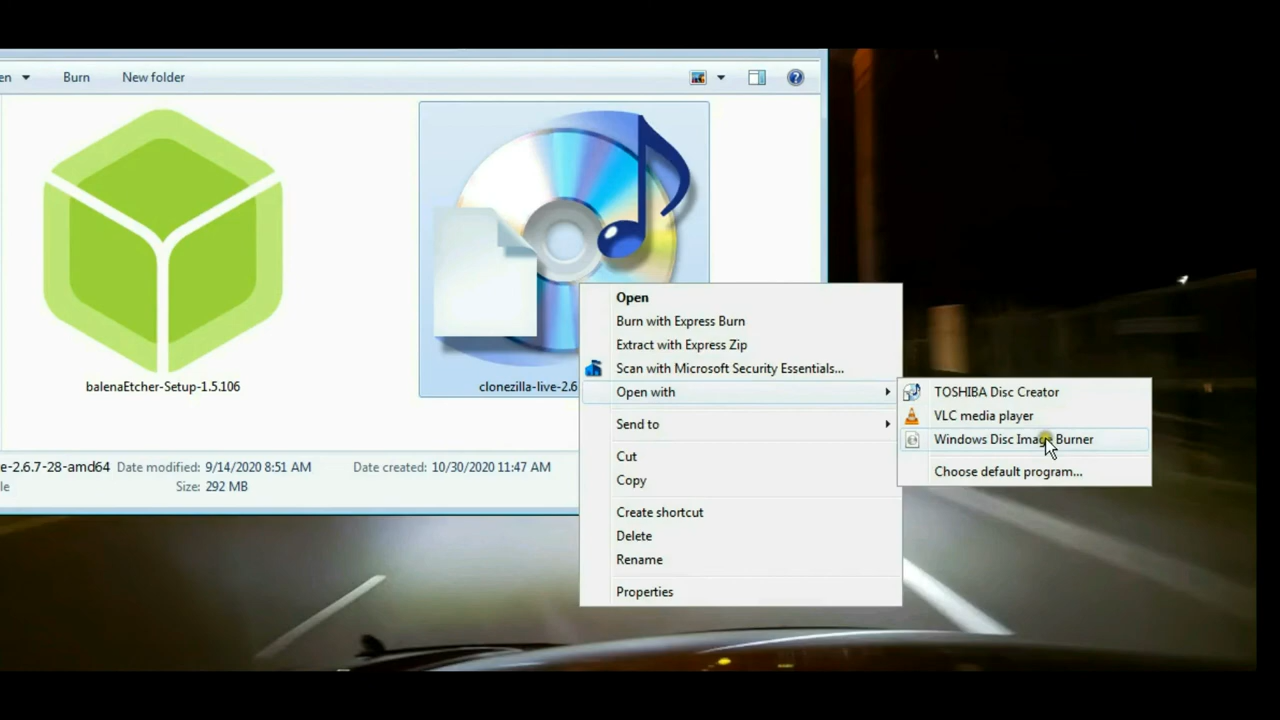 en Burn New folder
balenaEtcher-Setup-1.5.106
clonezilla-live-2.6
e-2.6.7-28-amd64 Date modified: 9/14/2020 8:51 AM Date created: 10/30/2020 11:47 AM
le Size: 292 MB
Open
Burn with Express Burn
Extract with Express Zip
Scan with Microsoft Security Essentials...
Open with
Send to
Cut
Copy
Create shortcut
Delete
Rename
Properties
TOSHIBA Disc Creator
VLC media player
Windows Disc Image Burner
Choose default program...